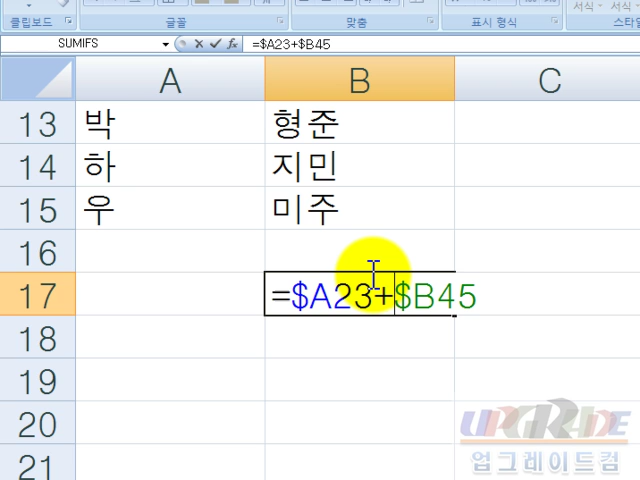 클립보드 글꼴 맞춤 표시 형식 스타일
서식 서식
SUMIFS fx =$A23+$B45
A B C
13 박 형준
14 하 지민
15 우 미주
16
17 =$A23+$B45
18
19
20
21
UPGRADE
업그레이드컴